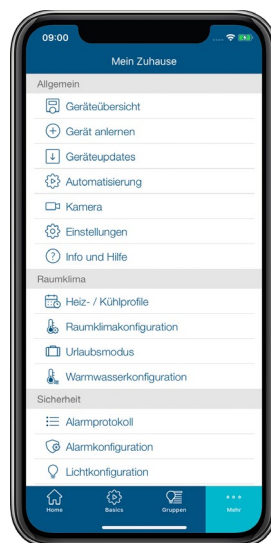 09:00
Mein Zuhause
Allgemein
Geräteübersicht
Gerät anlernen
Geräteupdates
Automatisierung
Kamera
Einstellungen
Info und Hilfe
Raumklima
Heiz- / Kühlprofile
Raumklimakonfiguration
Urlaubsmodus
Warmwasserkonfiguration
Sicherheit
Alarmprotokoll
Alarmkonfiguration
Lichtkonfiguration
Home
Basics
Gruppen
Mehr